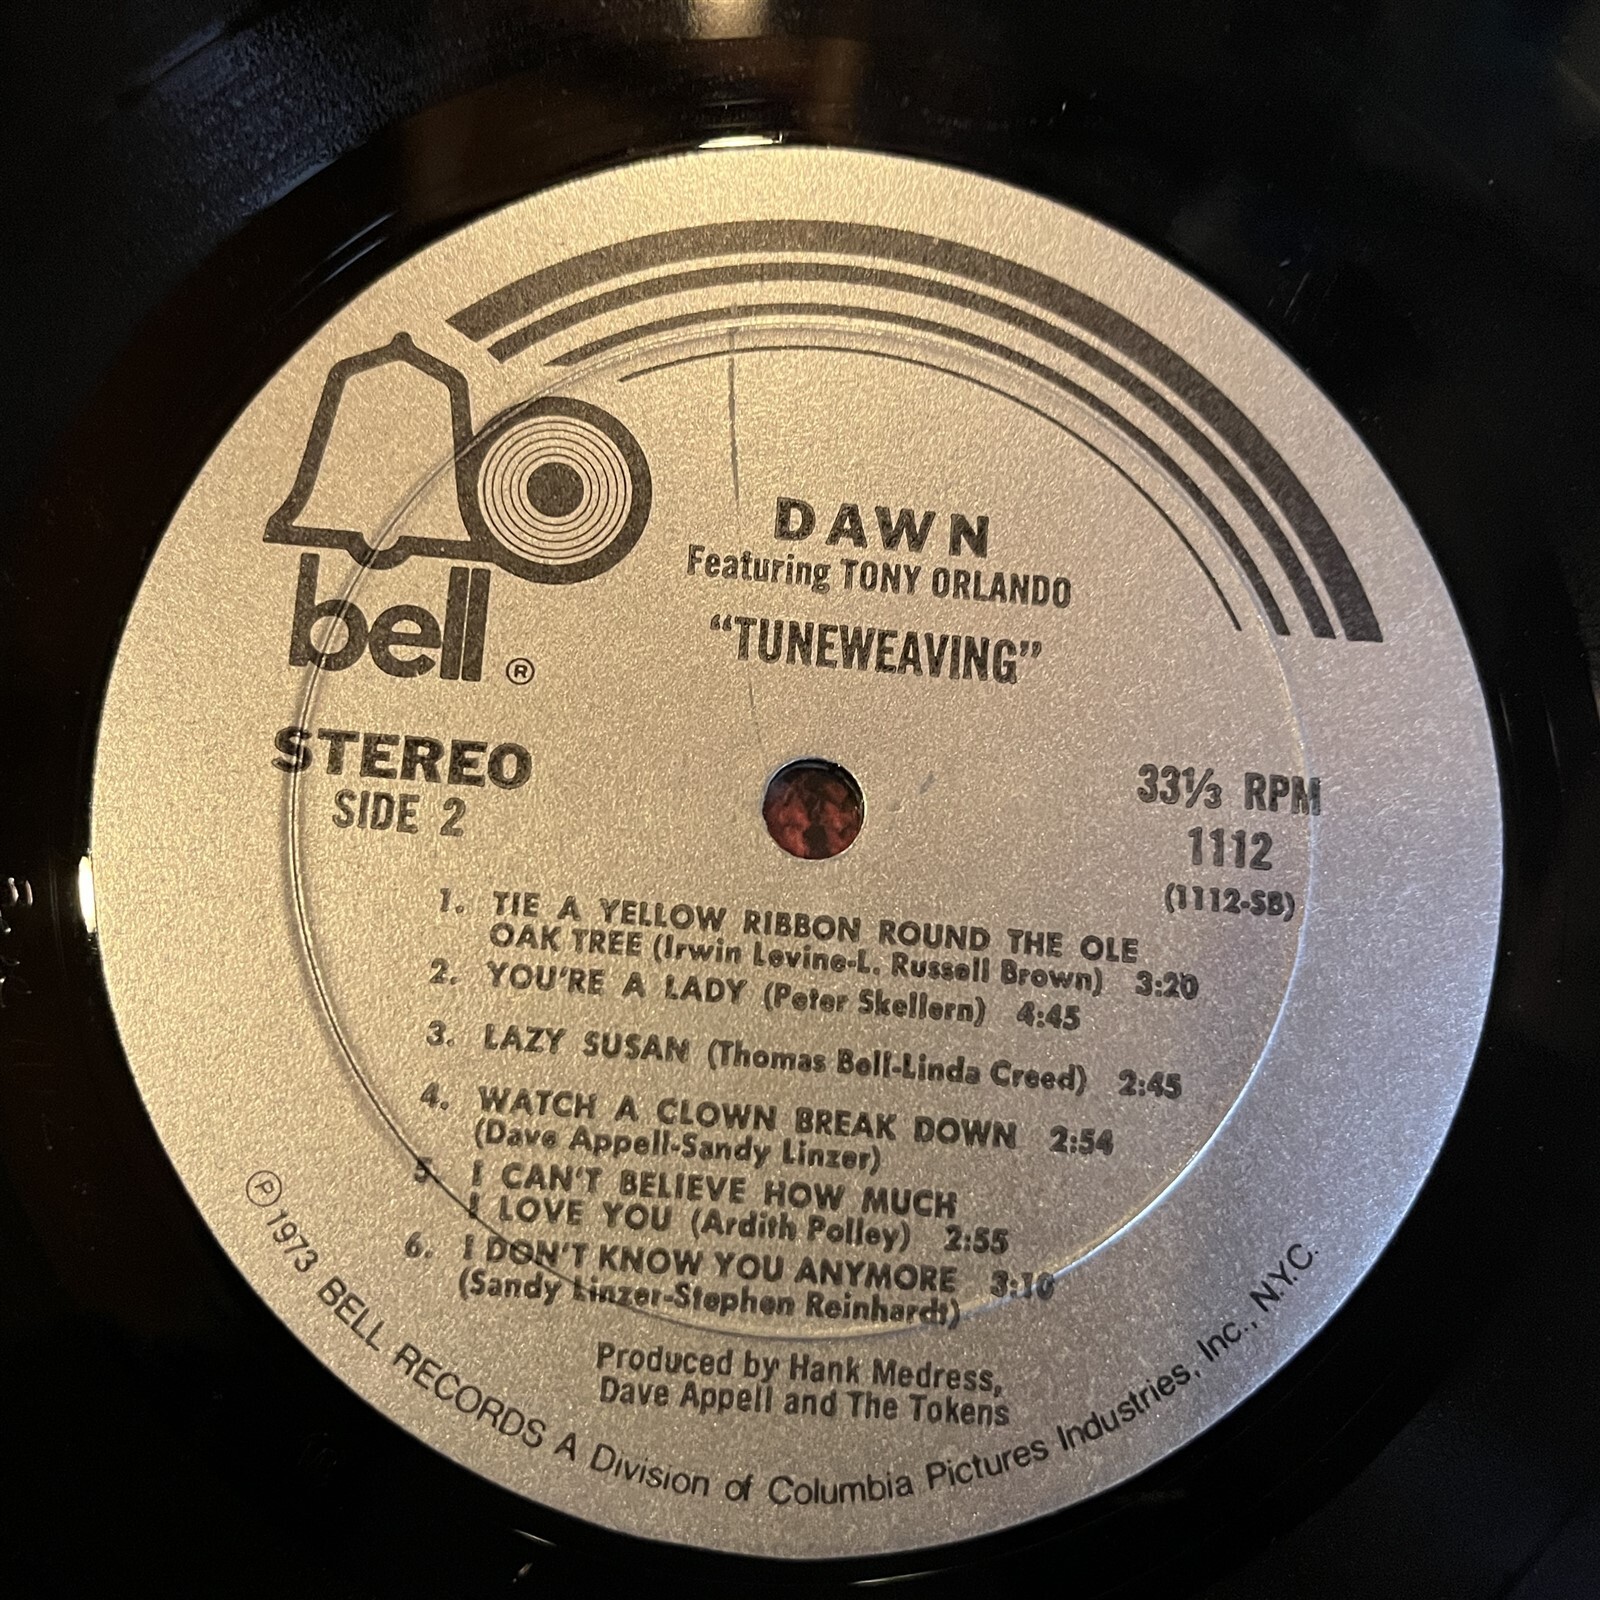 bell ®
DAWN
Featuring TONY ORLANDO
"TUNEWEAVING"
STEREO
SIDE 2
33⅓ RPM
1112
(1112-SB)
1. TIE A YELLOW RIBBON ROUND THE OLE
OAK TREE (Irwin Levine-L. Russell Brown) 3:20
2. YOU'RE A LADY (Peter Skellern) 4:45
3. LAZY SUSAN (Thomas Bell-Linda Creed) 2:45
4. WATCH A CLOWN BREAK DOWN 2:54
(Dave Appell-Sandy Linzer)
5 I CAN'T BELIEVE HOW MUCH
I LOVE YOU (Ardith Polley) 2:55
6. I DON'T KNOW YOU ANYMORE 3:10
(Sandy Linzer-Stephen Reinhardt)
Produced by Hank Medress,
Dave Appell and The Tokens
℗ 1973 BELL RECORDS A Division of Columbia Pictures Industries, Inc., N.Y.C.